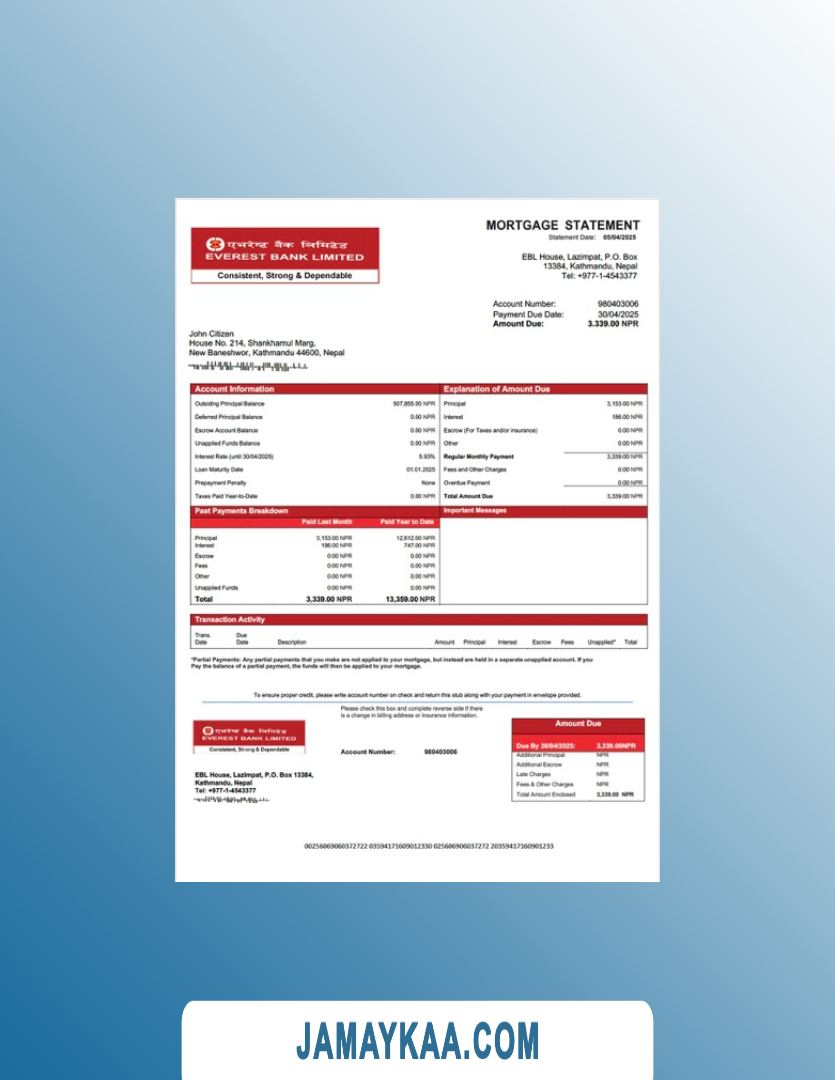 MORTGAGE STATEMENT
Statement Date: 05/04/2025
एभरेष्ट बैंक लिमिटेड
EVEREST BANK LIMITED
Consistent, Strong & Dependable
EBL House, Lazimpat, P.O. Box
13384, Kathmandu, Nepal
Tel: +977-1-4543377
Account Number: 980403006
Payment Due Date: 30/04/2025
Amount Due: 3.339.00 NPR
John Citizen
House No. 214, Shankhamul Marg,
New Baneshwor, Kathmandu 44600, Nepal
Account Information
Outsiding Principal Balance 507,855.00 NPR
Deferred Principal Balance 0.00 NPR
Escrow Account Balance 0.00 NPR
Unapplied Funds Balance 0.00 NPR
Interest Rate (until 30/04/2025) 5.93%
Loan Maturity Date 01.01.2025
Prepayment Penalty None
Taxes Paid Year-to-Date 0.00 NPR
Explanation of Amount Due
Principal 3,153.00 NPR
Interest 186.00 NPR
Escrow (For Taxes and/or insurance) 0.00 NPR
Other 0.00 NPR
Regular Monthly Payment 3,339.00 NPR
Fees and Other Charges 0.00 NPR
Overdue Payment 0.00 NPR
Total Amount Due 3,339.00 NPR
Past Payments Breakdown
Paid Last Month Paid Year to Date
Principal 3,153.00 NPR 12,612.00 NPR
Interest 186.00 NPR 747.00 NPR
Escrow 0.00 NPR 0.00 NPR
Fees 0.00 NPR 0.00 NPR
Other 0.00 NPR 0.00 NPR
Unapplied Funds 0.00 NPR 0.00 NPR
Total 3,339.00 NPR 13,359.00 NPR
Important Messages
Transaction Activity
Trans. Date Due Date Description Amount Principal Interest Escrow Fees Unapplied* Total
*Partial Payments: Any partial payments that you make are not applied to your mortgage, but instead are held in a separate unapplied account. If you
Pay the balance of a partial payment, the funds will then be applied to your mortgage.
To ensure proper credit, please write account number on check and return this stub along with your payment in envelope provided.
Please check this box and complete reverse side if there
is a change in billing address or insurance information.
एभरेष्ट बैंक लिमिटेड
EVEREST BANK LIMITED
Consistent, Strong & Dependable
Account Number: 980403006
EBL House, Lazimpat, P.O. Box 13384,
Kathmandu, Nepal
Tel: +977-1-4543377
Amount Due
Due By 30/04/2025: 3,339.00NPR
Additional Principal NPR
Additional Escrow NPR
Late Charges NPR
Fees & Other Charges NPR
Total Amount Enclosed 3,339.00 NPR
00256069060372722 03594171609012330 025606906037272 20359417160901233
JAMAYKAA.COM